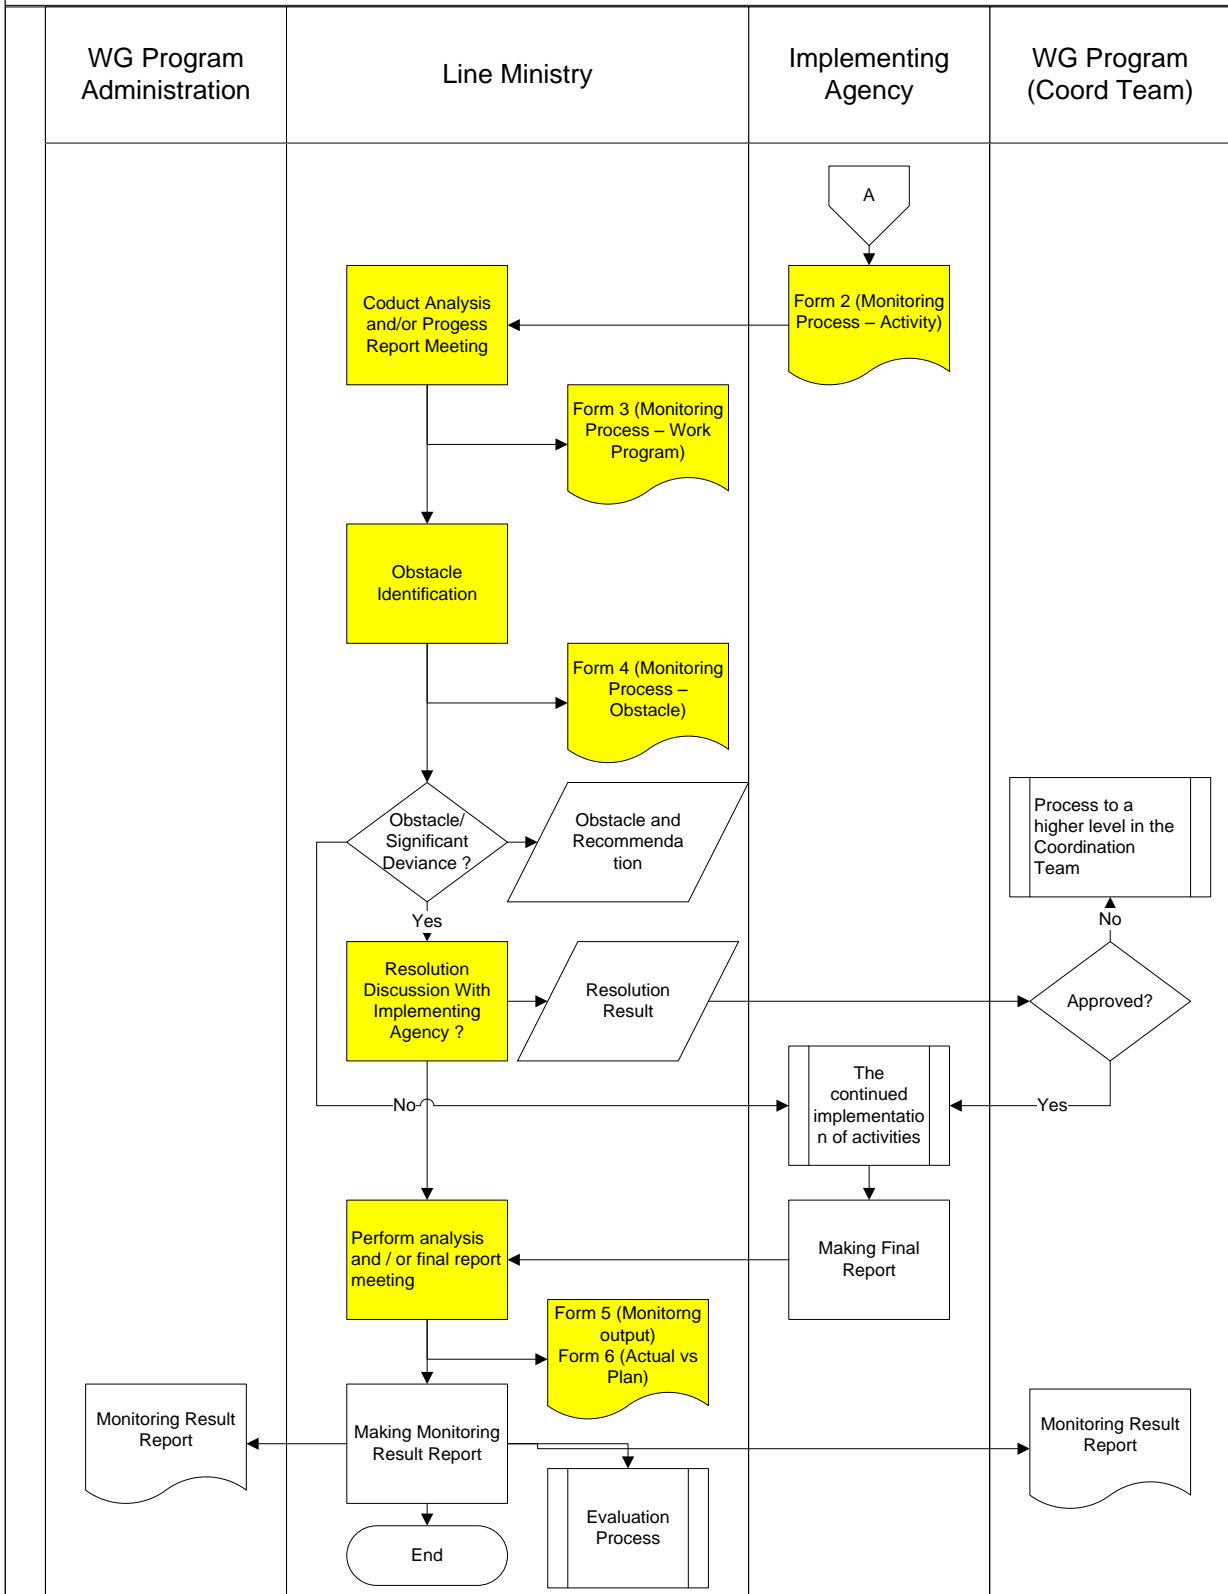 WG Program
Administration
Line Ministry
Implementing
Agency
WG Program
(Coord Team)
A
Coduct Analysis
and/or Progess
Report Meeting
Form 2 (Monitoring
Process – Activity)
Form 3 (Monitoring
Process – Work
Program)
Obstacle
Identification
Form 4 (Monitoring
Process –
Obstacle)
Obstacle/
Significant
Deviance ?
Obstacle and
Recommenda
tion
Process to a
higher level in the
Coordination
Team
Yes
No
Resolution
Discussion With
Implementing
Agency ?
Resolution
Result
Approved?
The
continued
implementatio
n of activities
No
Yes
Perform analysis
and / or final report
meeting
Making Final
Report
Form 5 (Monitorng
output)
Form 6 (Actual vs
Plan)
Monitoring Result
Report
Making Monitoring
Result Report
Monitoring Result
Report
Evaluation
Process
End